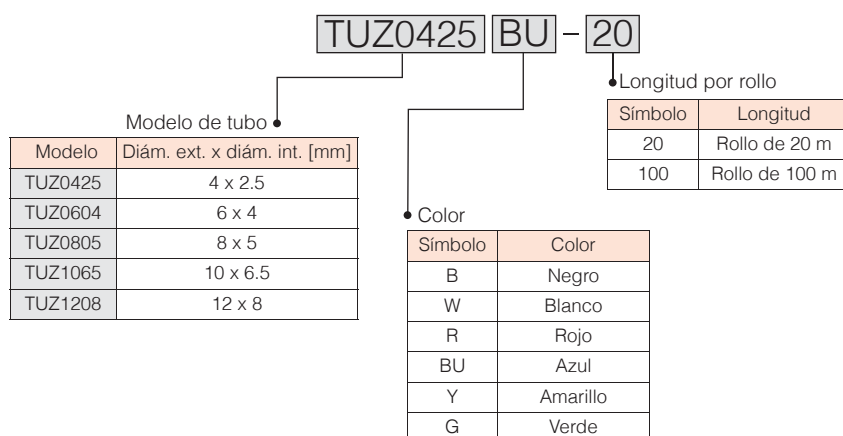 TUZ0425 BU - 20
Longitud por rollo
Símbolo Longitud
20 Rollo de 20 m
100 Rollo de 100 m
Modelo de tubo
Modelo Diám. ext. x diám. int. [mm]
TUZ0425 4 x 2.5
TUZ0604 6 x 4
TUZ0805 8 x 5
TUZ1065 10 x 6.5
TUZ1208 12 x 8
Color
Símbolo Color
B Negro
W Blanco
R Rojo
BU Azul
Y Amarillo
G Verde